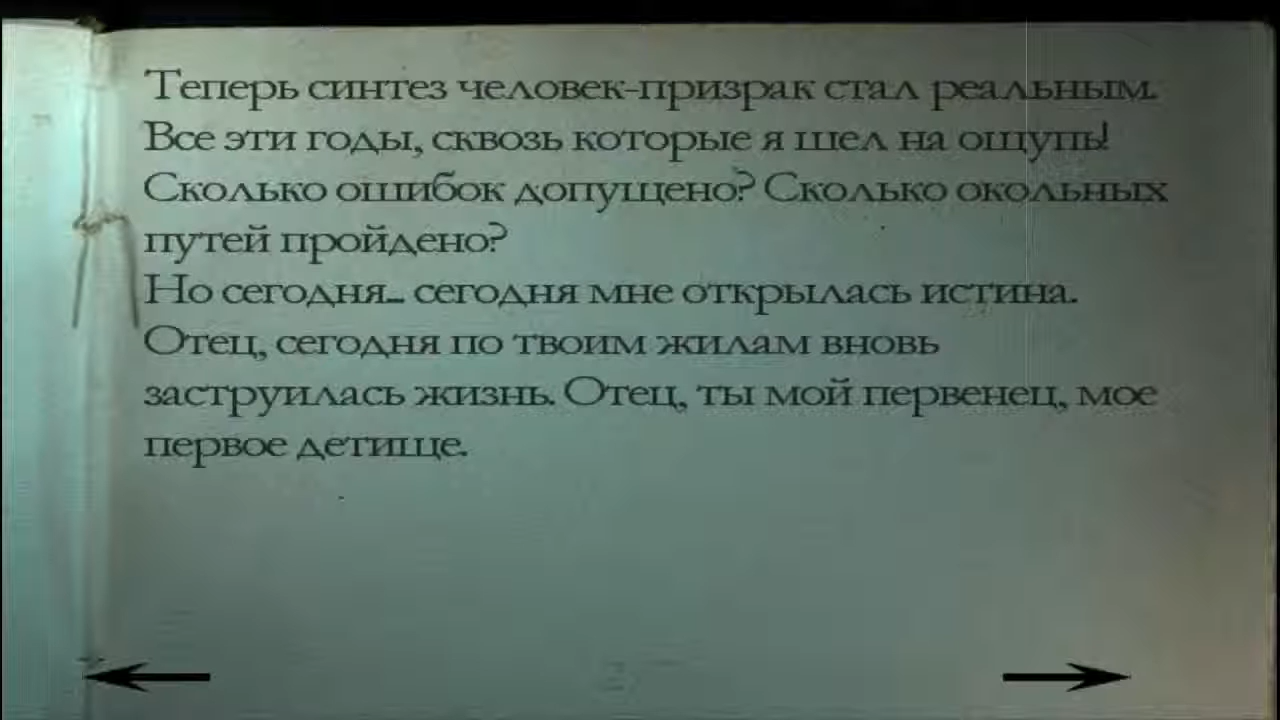 Теперь синтез человек-призрак стал реальным.
Все эти годы, сквозь которые я шел на ощупь!
Сколько ошибок допущено? Сколько окольных
путей пройдено?
Но сегодня... сегодня мне открылась истина.
Отец, сегодня по твоим жилам вновь
заструилась жизнь. Отец, ты мой первенец, мое
первое детище.